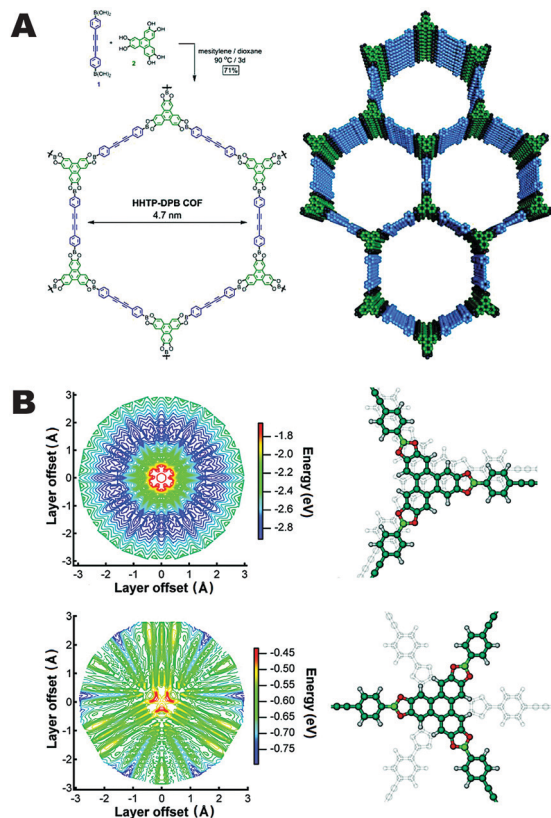 A
B(OH)₂
B(OH)₂
1
+
HO
OH
HO
OH
HO
OH
2
mesitylene / dioxane
90 °C / 3d
71%
HHTP-DPB COF
4.7 nm
B
Layer offset (Å)
3
2
1
0
-1
-2
-3
-3 -2 -1 0 1 2 3
Layer offset (Å)
-1.8
-2.0
-2.2
-2.4
-2.6
-2.8
Energy (eV)
Layer offset (Å)
3
2
1
0
-1
-2
-3
-3 -2 -1 0 1 2 3
Layer offset (Å)
-0.45
-0.50
-0.55
-0.60
-0.65
-0.70
-0.75
Energy (eV)